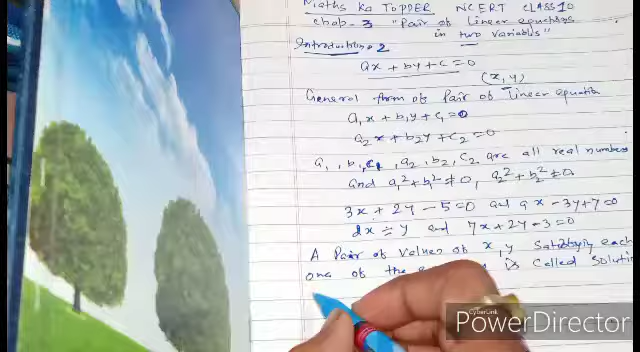 Maths Ka TOPPER NCERT CLASS 10
chap- 3 "Pair of Linear equations
in two variables"
Introduction 2
ax + by + c = 0
(x, y)
General form of Pair of Linear equation
a₁x + b₁y + c₁ = 0
a₂x + b₂y + c₂ = 0
a₁, b₁, c₁, a₂, b₂, C₂ are all real numbers
and a₁² + b₁² ≠ 0, a₂² + b₂² ≠ 0
3x + 2y - 5 = 0 and 9x - 3y + 7 = 0
2x = y and 7x + 2y - 3 = 0
A Pair of Values of x, y Satisfying each
one of the is Called Solution
CyberLink
PowerDirector